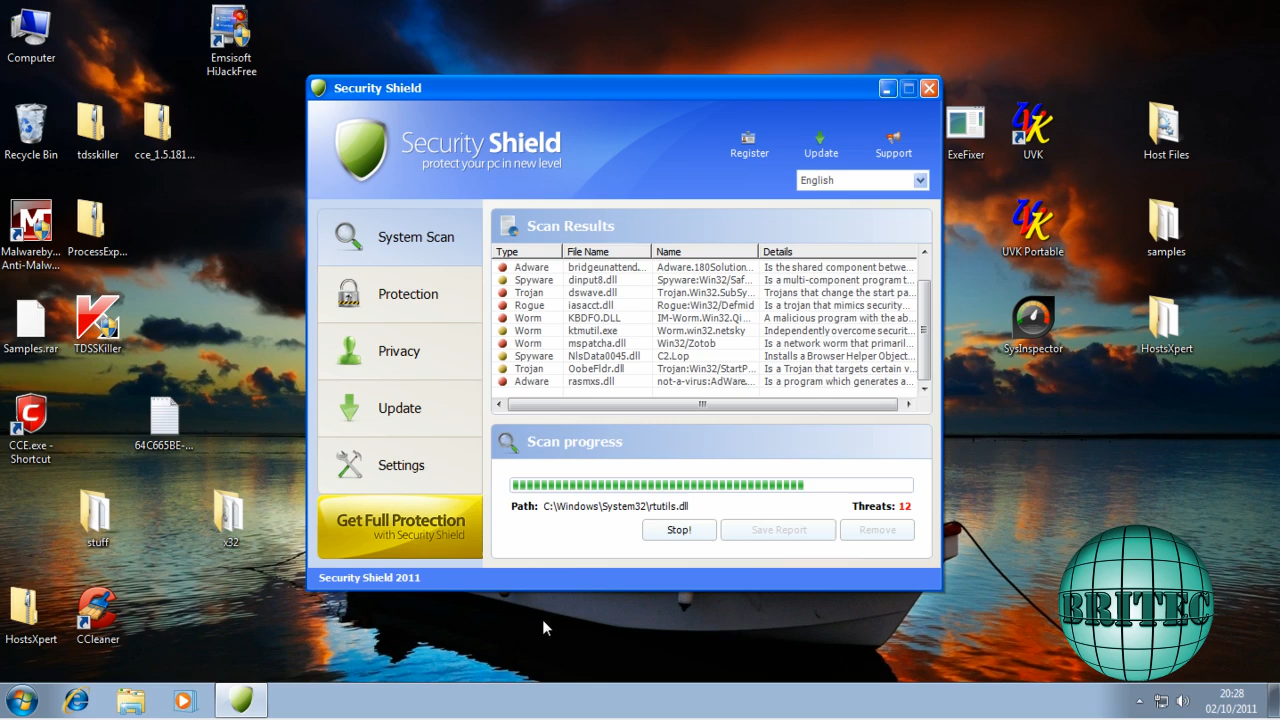 Computer
Emsisoft
HiJackFree
Recycle Bin
tdsskiller
cce_1.5.181...
Malwareby...
Anti-Malw...
ProcessExp...
Samples.rar
TDSSKiller
CCE.exe -
Shortcut
64C665BE-...
stuff
x32
HostsXpert
CCleaner
Security Shield
Security Shield
protect your pc in new level
Register
Update
Support
English
System Scan
Protection
Privacy
Update
Settings
Get Full Protection
with Security Shield
Scan Results
Type File Name Name Details
Adware bridgeunattend... Adware.180Solution... Is the shared component betwe...
Spyware dinput8.dll Spyware:Win32/Saf... Is a multi-component program t...
Trojan dswave.dll Trojan.Win32.SubSy... Trojans that change the start pa...
Rogue iasacct.dll Rogue:Win32/Defmid Is a trojan that mimics security...
Worm KBDFO.DLL IM-Worm.Win32.Qi... A malicious program with the ab...
Worm ktmutil.exe Worm.win32.netsky Independently overcome securit...
Worm mspatcha.dll Win32/Zotob Is a network worm that primaril...
Spyware NlsData0045.dll C2.Lop Installs a Browser Helper Object...
Trojan OobeFldr.dll Trojan:Win32/StartP... Is a Trojan that targets certain v...
Adware rasmxs.dll not-a-virus:AdWare... Is a program which generates a...
Scan progress
Path: C:\Windows\System32\rtutils.dll
Threats: 12
Stop!
Save Report
Remove
Security Shield 2011
ExeFixer
UVK
Host Files
UVK Portable
samples
SysInspector
HostsXpert
BRITEC
20:28
02/10/2011